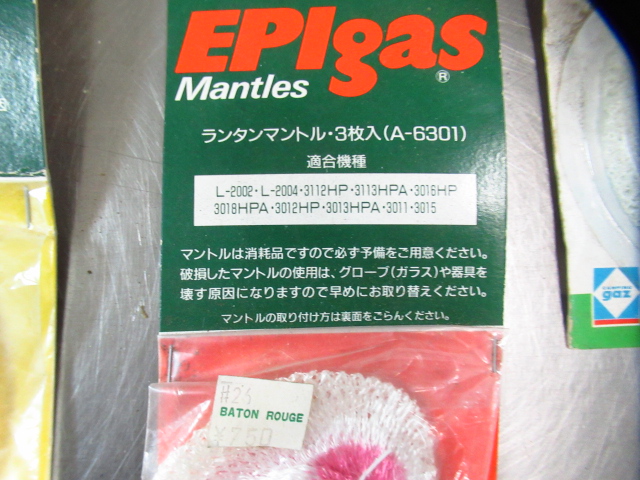 EPIgas®
Mantles
ランタンマントル・3枚入(A-6301)
適合機種
L-2002・L-2004・3112HP・3113HPA・3016HP
3018HPA・3012HP・3013HPA・3011・3015
マントルは消耗品ですので必ず予備をご用意ください。
破損したマントルの使用は、グローブ(ガラス)や器具を
壊す原因になりますので早めにお取り替えください。
マントルの取り付け方は裏面をごらんください。
BATON ROUGE
¥750
CAMPING
gaz
®